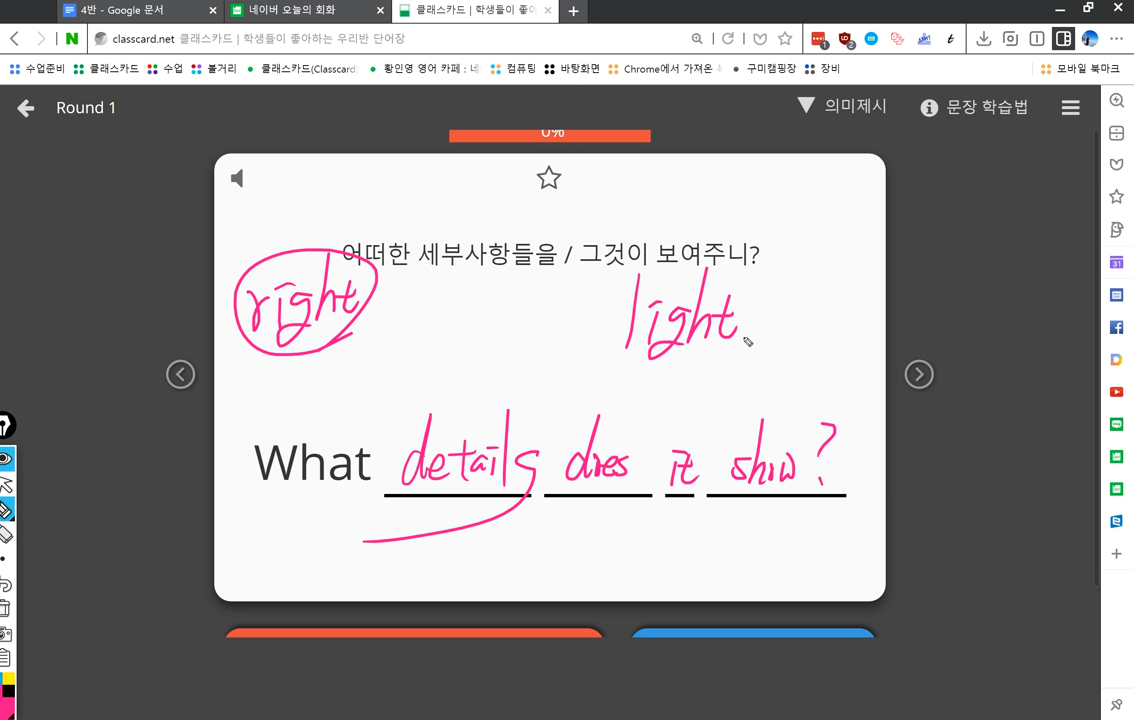 4반 - Google 문서
네이버 오늘의 회화
클래스카드 | 학생들이 좋아
classcard.net 클래스카드 | 학생들이 좋아하는 우리반 단어장
수업준비 클래스카드 수업 볼거리 클래스카드(Classcard) 황인영 영어 카페 : 네 컴퓨팅 바탕화면 Chrome에서 가져온 구미캠핑장 장비 모바일 북마크
Round 1 의미제시 문장 학습법
0%
어떠한 세부사항들을 / 그것이 보여주니?
right light
What details does it show?